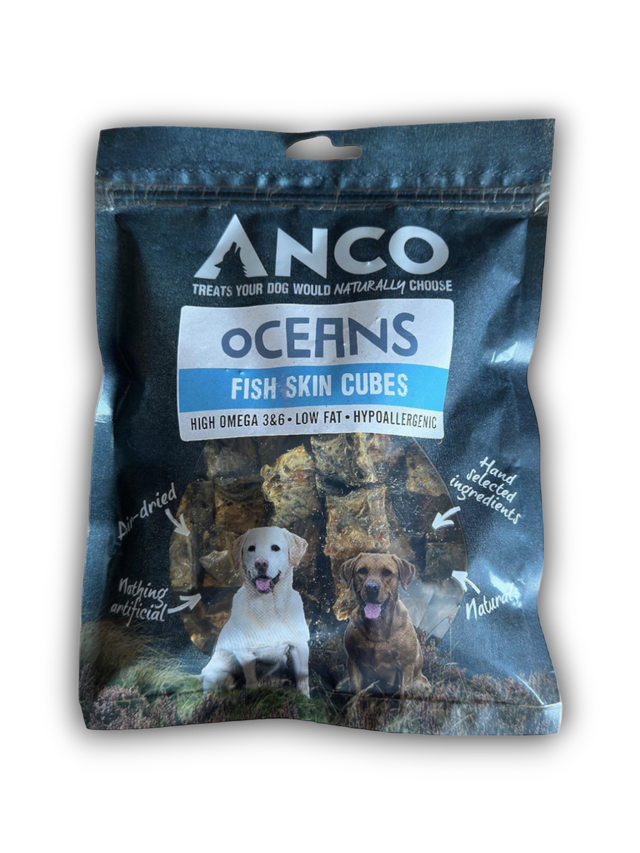 ANCO
TREATS YOUR DOG WOULD NATURALLY CHOOSE
OCEANS
FISH SKIN CUBES
HIGH OMEGA 3&6 • LOW FAT • HYPOALLERGENIC
Hand
selected
ingredients
Air-dried
Nothing
artificial
Natural